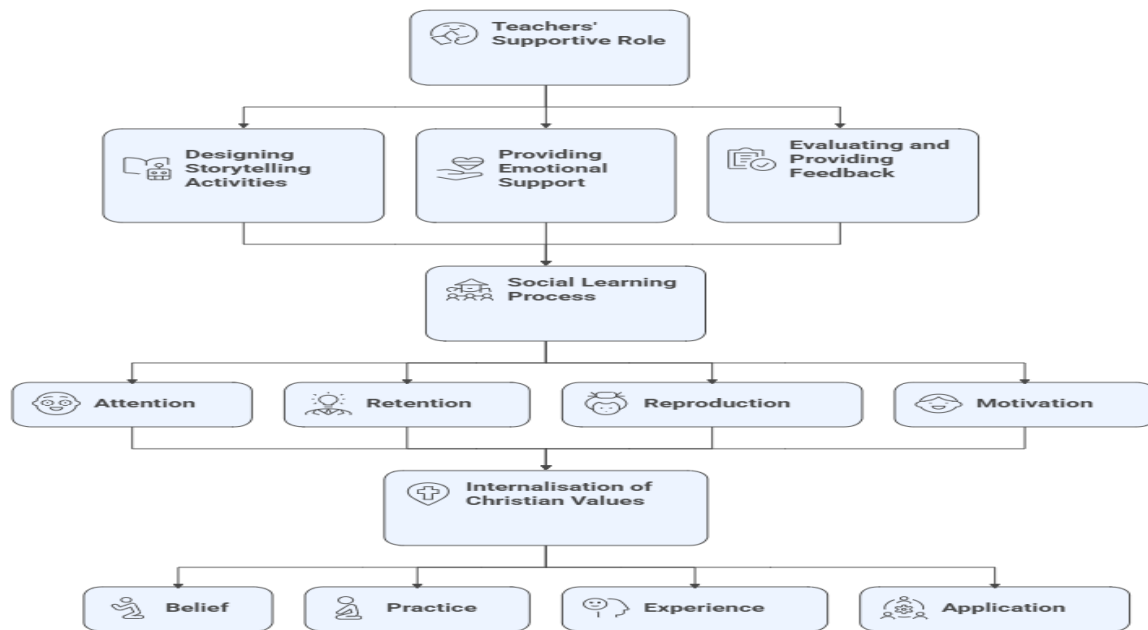 Teachers'
Supportive Role
Designing
Storytelling
Activities
Providing
Emotional
Support
Evaluating and
Providing
Feedback
Social Learning
Process
Attention
Retention
Reproduction
Motivation
Internalisation of
Christian Values
Belief
Practice
Experience
Application